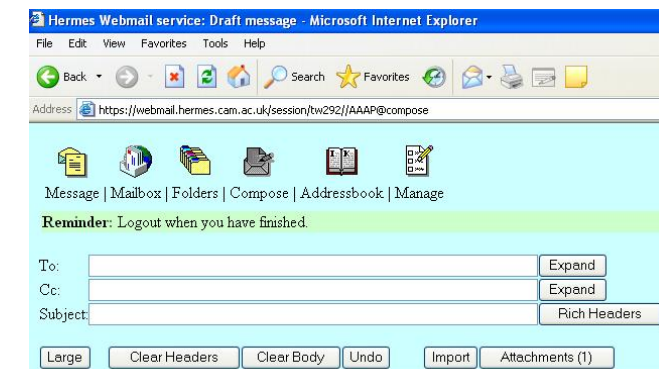 Hermes Webmail service: Draft message - Microsoft Internet Explorer
File Edit View Favorites Tools Help
Back Search Favorites
Address https://webmail.hermes.cam.ac.uk/session/tw292//AAAP@compose
Message | Mailbox | Folders | Compose | Addressbook | Manage
Reminder: Logout when you have finished.
To: Expand
Cc: Expand
Subject: Rich Headers
Large Clear Headers Clear Body Undo Import Attachments (1)